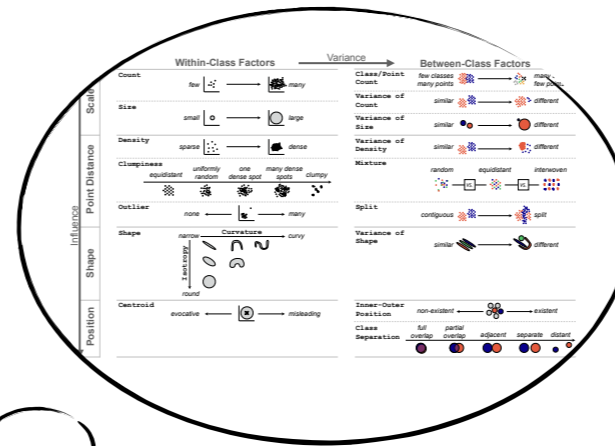 Variance
Within-Class Factors
Between-Class Factors
Influence
Scale
Count
few
many
Class/Point
Count
few classes
many points
many
few
Size
small
large
Variance of
Count
similar
different
Variance of
Size
similar
different
Point Distance
Density
sparse
dense
Variance of
Density
similar
different
Clumpiness
equidistant
uniformly
random
one
dense spot
many dense
spots
clumpy
Mixture
random
equidistant
interwoven
vs.
vs.
Outlier
none
many
Split
contiguous
split
Shape
Shape
narrow
Curvature
curvy
Isotropy
round
Variance of
Shape
similar
different
Position
Centroid
evocative
misleading
Inner-Outer
Position
non-existent
existent
Class
Separation
full
overlap
partial
overlap
adjacent
separate
distant